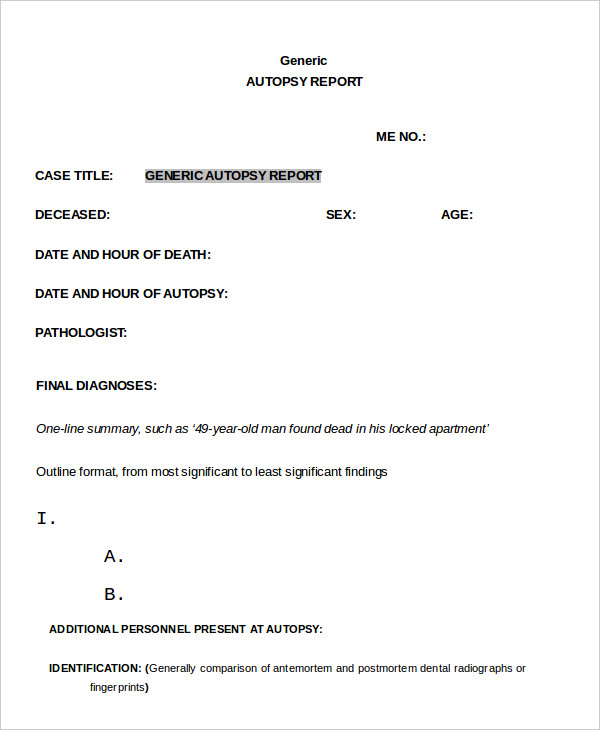 Generic
AUTOPSY REPORT
ME NO.:
CASE TITLE: GENERIC AUTOPSY REPORT
DECEASED: SEX: AGE:
DATE AND HOUR OF DEATH:
DATE AND HOUR OF AUTOPSY:
PATHOLOGIST:
FINAL DIAGNOSES:
One-line summary, such as ‘49-year-old man found dead in his locked apartment’
Outline format, from most significant to least significant findings
I.
A.
B.
ADDITIONAL PERSONNEL PRESENT AT AUTOPSY:
IDENTIFICATION: (Generally comparison of antemortem and postmortem dental radiographs or
fingerprints)